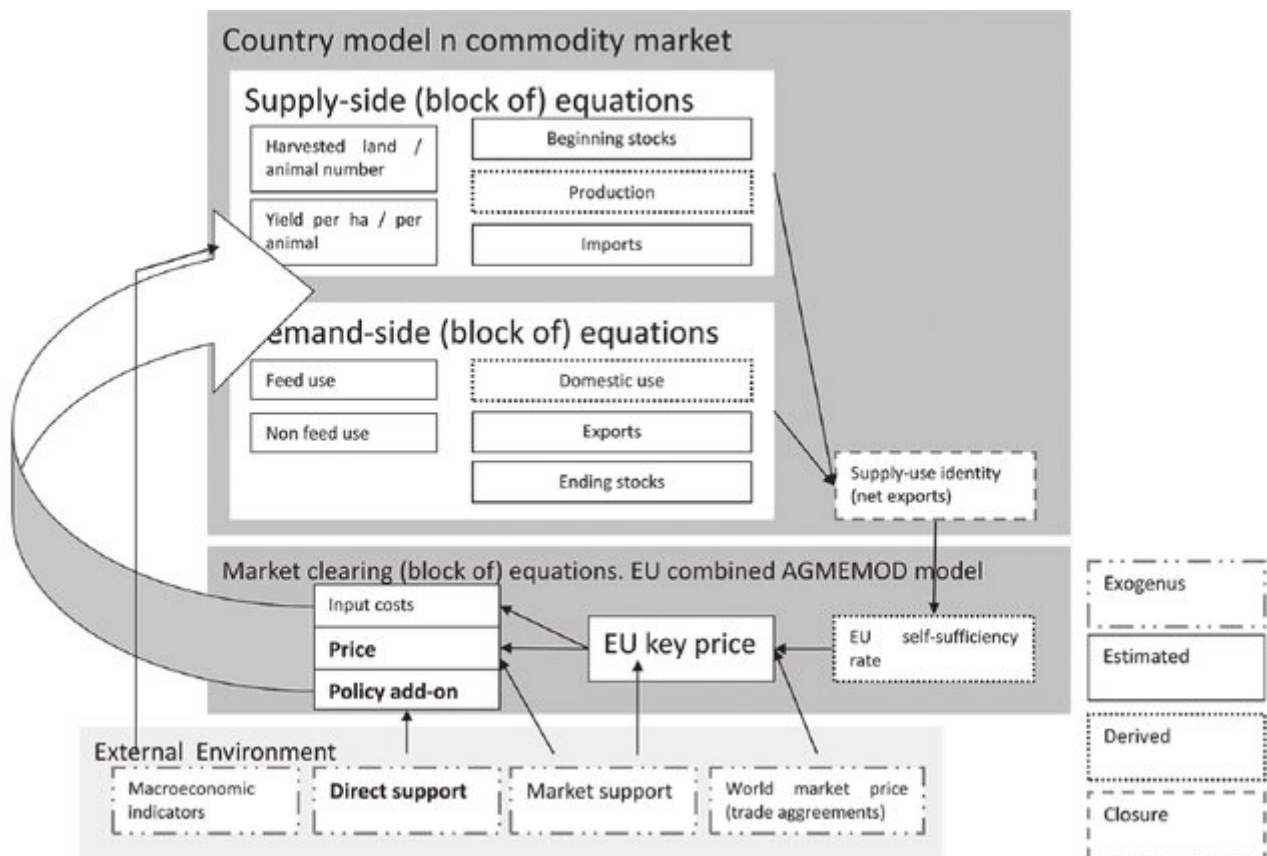 Country model n commodity market
Supply-side (block of) equations
Harvested land /
animal number
Yield per ha / per
animal
Beginning stocks
Production
Imports
emand-side (block of) equations
Feed use
Non feed use
Domestic use
Exports
Ending stocks
Supply-use identity
(net exports)
Market clearing (block of) equations. EU combined AGMEMOD model
Input costs
Price
Policy add-on
EU key price
EU self-sufficiency
rate
External Environment
Macroeconomic
indicators
Direct support
Market support
World market price
(trade aggreements)
Exogenus
Estimated
Derived
Closure